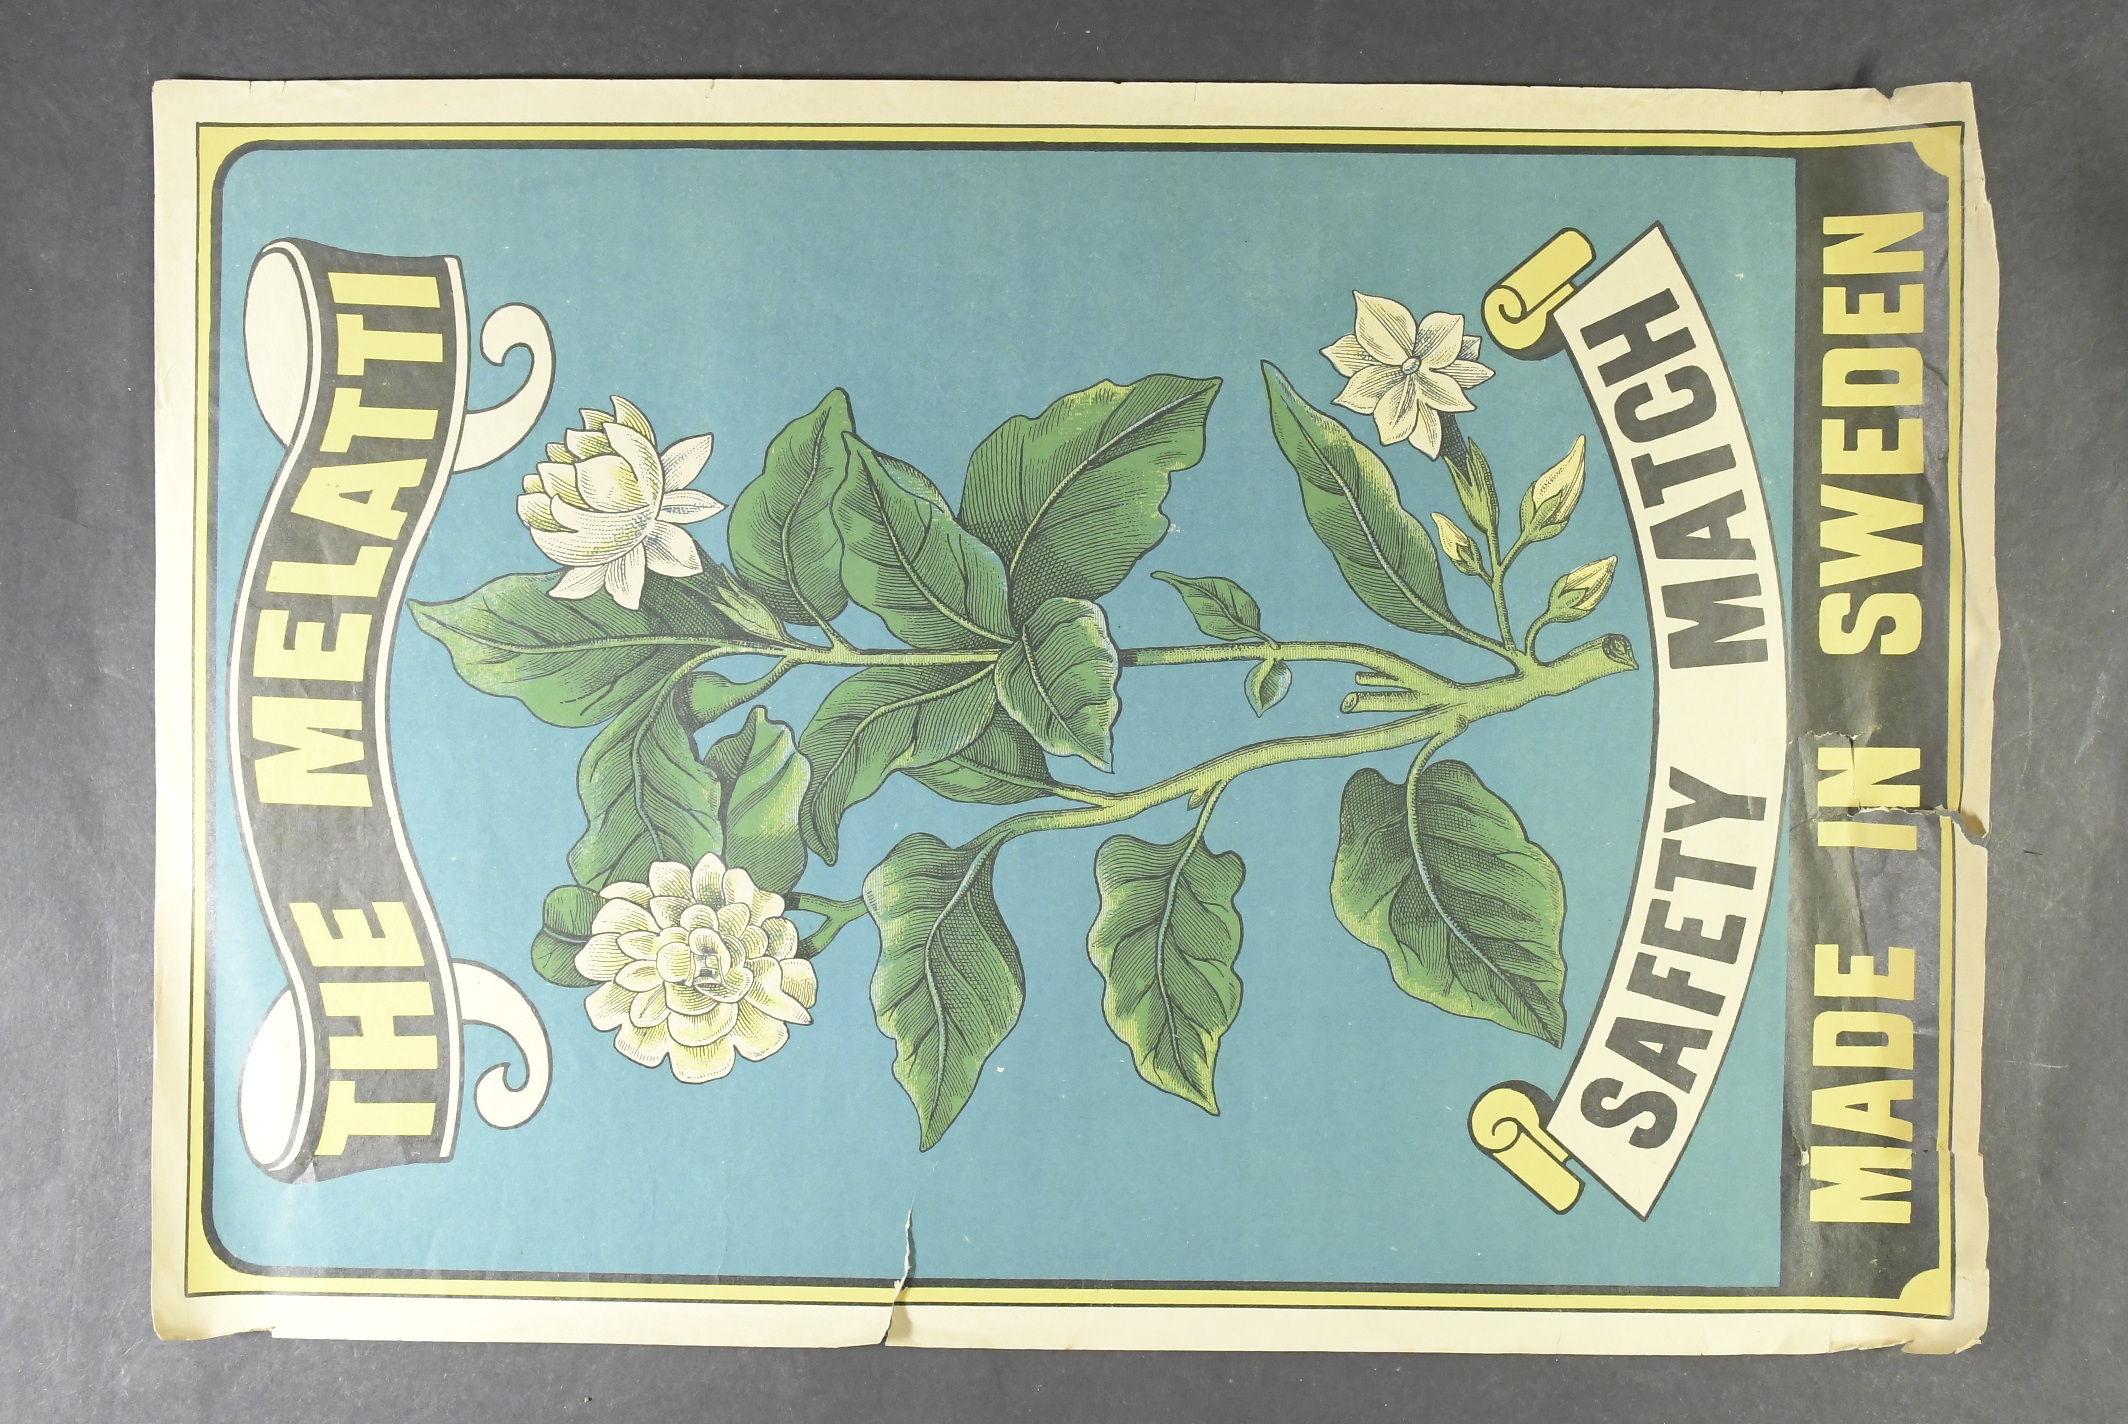 THE MELATTI
SAFETY MATCH
MADE IN SWEDEN